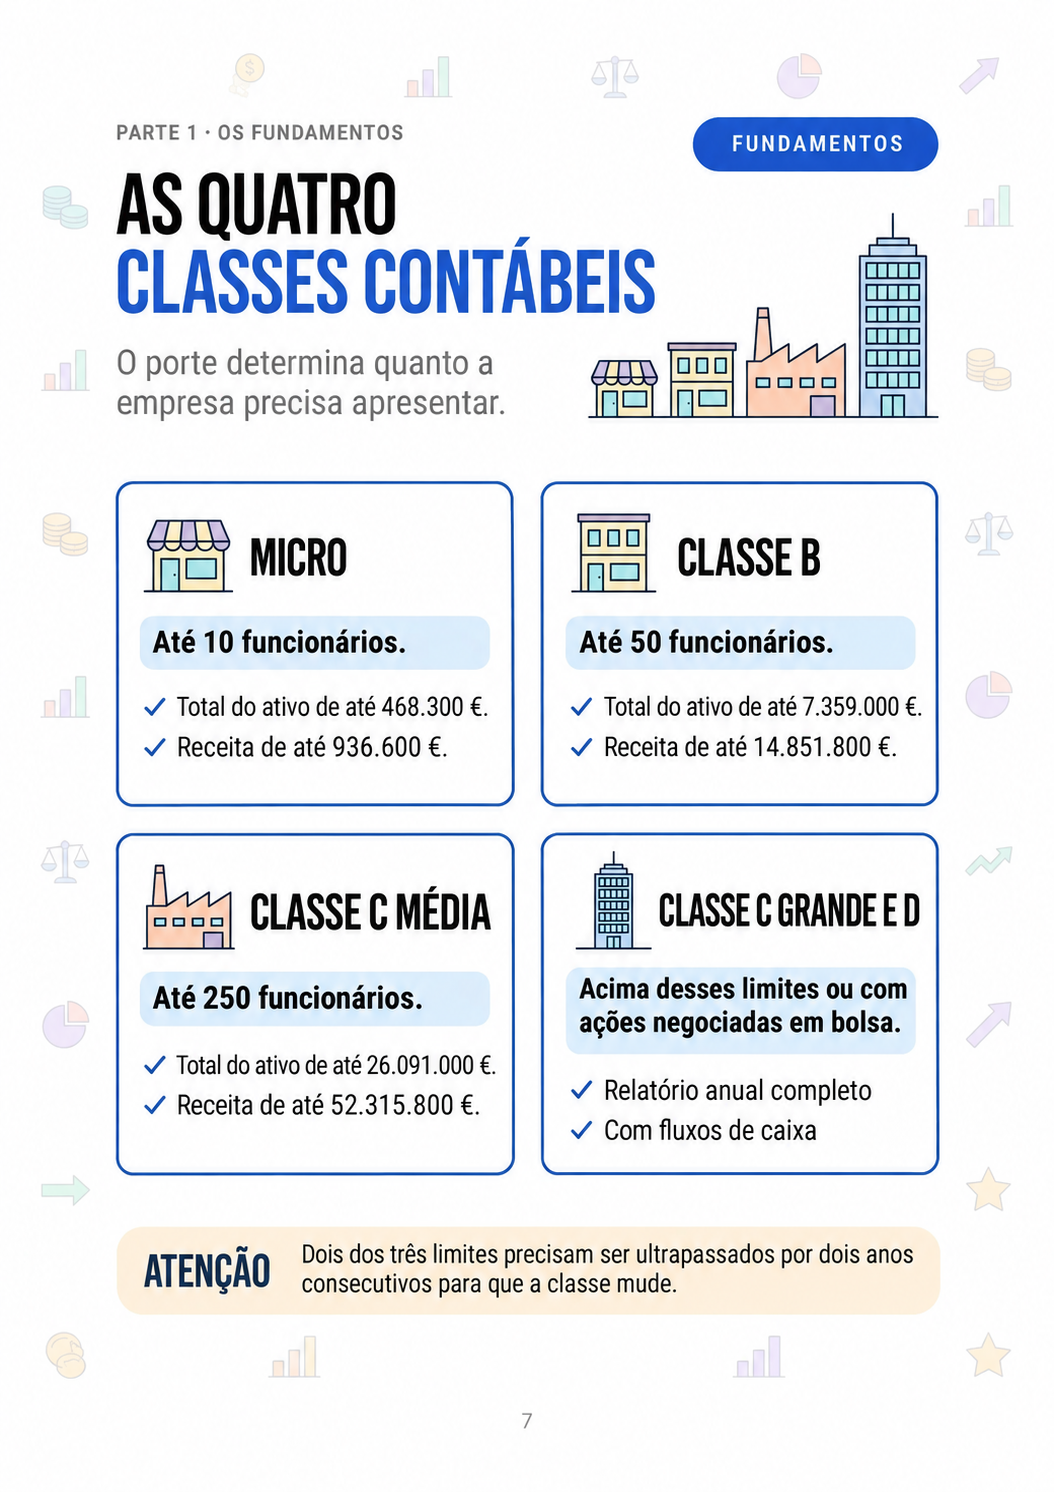 PARTE 1 · OS FUNDAMENTOS
FUNDAMENTOS
AS QUATRO
CLASSES CONTÁBEIS
O porte determina quanto a
empresa precisa apresentar.
MICRO
Até 10 funcionários.
Total do ativo de até 468.300 €.
Receita de até 936.600 €.
CLASSE B
Até 50 funcionários.
Total do ativo de até 7.359.000 €.
Receita de até 14.851.800 €.
CLASSE C MÉDIA
Até 250 funcionários.
Total do ativo de até 26.091.000 €.
Receita de até 52.315.800 €.
CLASSE C GRANDE E D
Acima desses limites ou com
ações negociadas em bolsa.
Relatório anual completo
Com fluxos de caixa
ATENÇÃO
Dois dos três limites precisam ser ultrapassados por dois anos
consecutivos para que a classe mude.
7